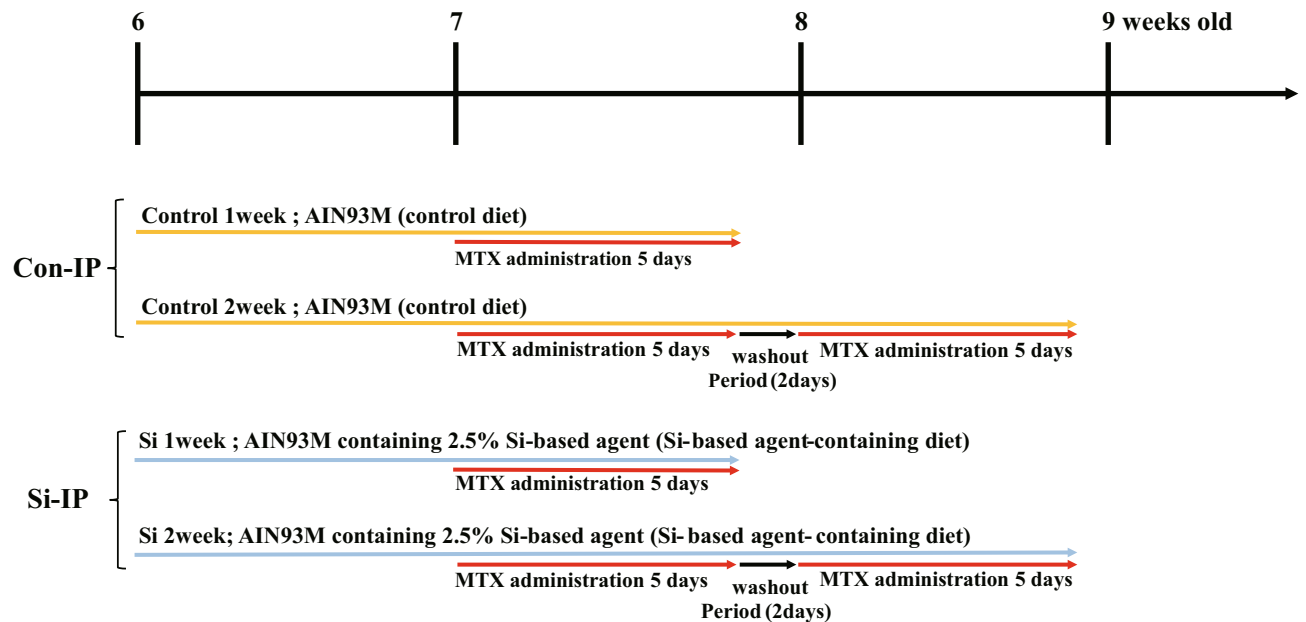 6 7 8 9 weeks old
Con-IP
Control 1week ; AIN93M (control diet)
MTX administration 5 days
Control 2week ; AIN93M (control diet)
MTX administration 5 days washout MTX administration 5 days
Period (2days)
Si-IP
Si 1week ; AIN93M containing 2.5% Si-based agent (Si-based agent-containing diet)
MTX administration 5 days
Si 2week; AIN93M containing 2.5% Si-based agent (Si- based agent- containing diet)
MTX administration 5 days washout MTX administration 5 days
Period (2days)